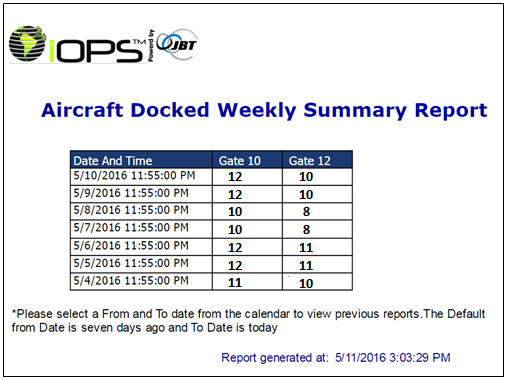 iOPS™ Powerd by JBT
Aircraft Docked Weekly Summary Report
Date And Time Gate 10 Gate 12
5/10/2016 11:55:00 PM 12 10
5/9/2016 11:55:00 PM 12 10
5/8/2016 11:55:00 PM 10 8
5/7/2016 11:55:00 PM 10 8
5/6/2016 11:55:00 PM 12 11
5/5/2016 11:55:00 PM 12 11
5/4/2016 11:55:00 PM 11 10
*Please select a From and To date from the calendar to view previous reports.The Default
from Date is seven days ago and To Date is today
Report generated at: 5/11/2016 3:03:29 PM